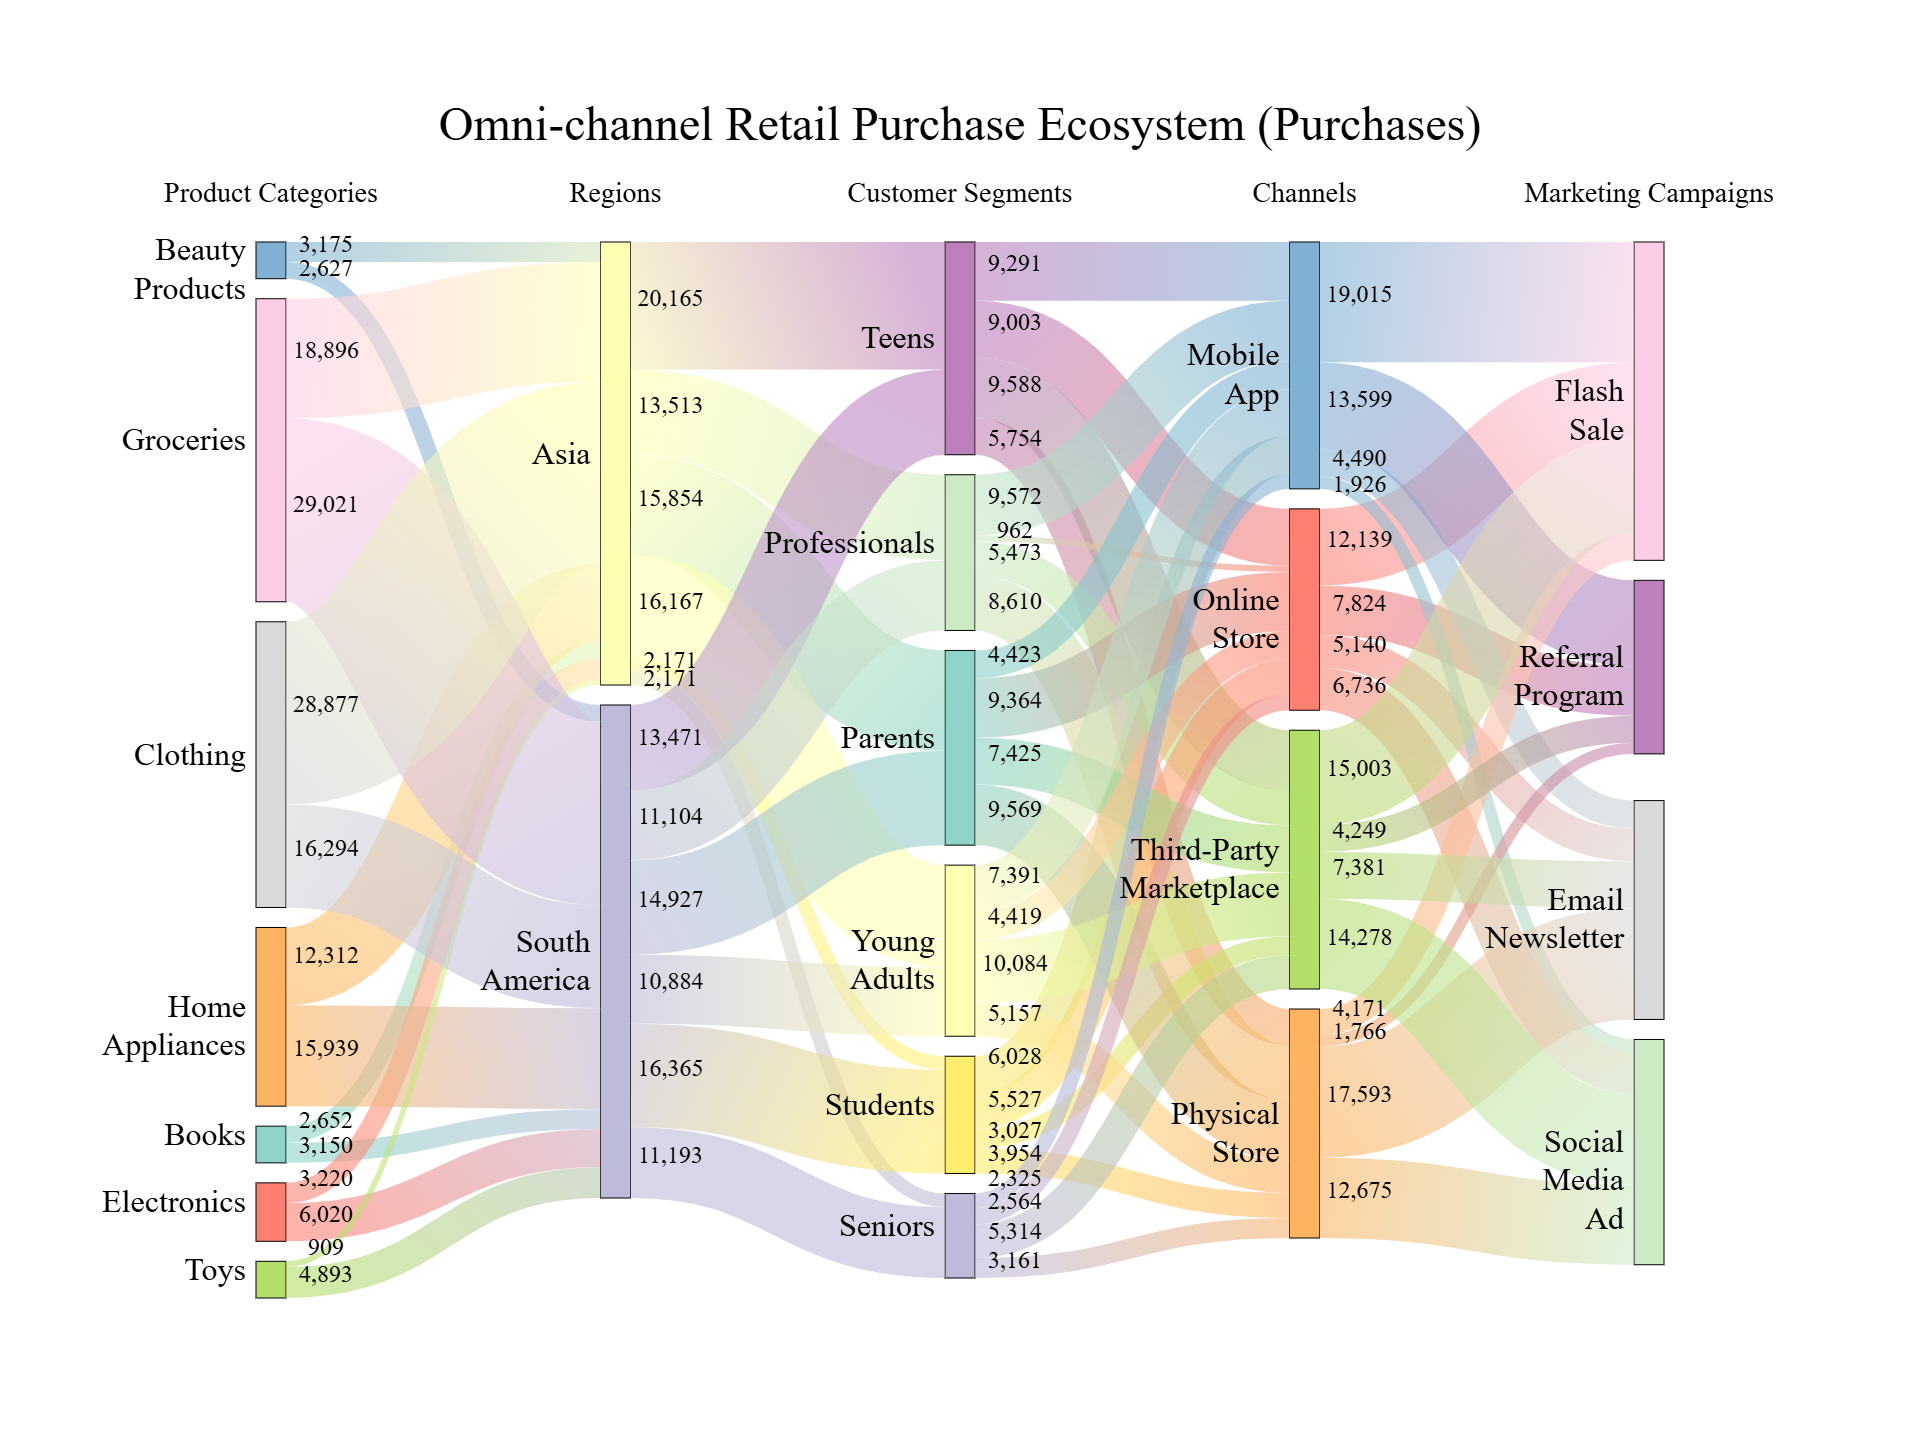 Omni-channel Retail Purchase Ecosystem (Purchases)
Product Categories
Regions
Customer Segments
Channels
Marketing Campaigns
Beauty
Products
3,175
2,627
Groceries
18,896
29,021
Clothing
28,877
16,294
Home
Appliances
12,312
15,939
Books
2,652
3,150
Electronics
3,220
6,020
Toys
909
4,893
Asia
20,165
13,513
15,854
16,167
2,171
2,171
South
America
13,471
11,104
14,927
10,884
16,365
11,193
Teens
9,291
9,003
9,588
5,754
Professionals
9,572
962
5,473
8,610
Parents
4,423
9,364
7,425
9,569
Young
Adults
7,391
4,419
10,084
5,157
Students
6,028
5,527
3,027
3,954
Seniors
2,325
2,564
5,314
3,161
Mobile
App
19,015
13,599
4,490
1,926
Online
Store
12,139
7,824
5,140
6,736
Third-Party
Marketplace
15,003
4,249
7,381
14,278
Physical
Store
4,171
1,766
17,593
12,675
Flash
Sale
Referral
Program
Email
Newsletter
Social
Media
Ad